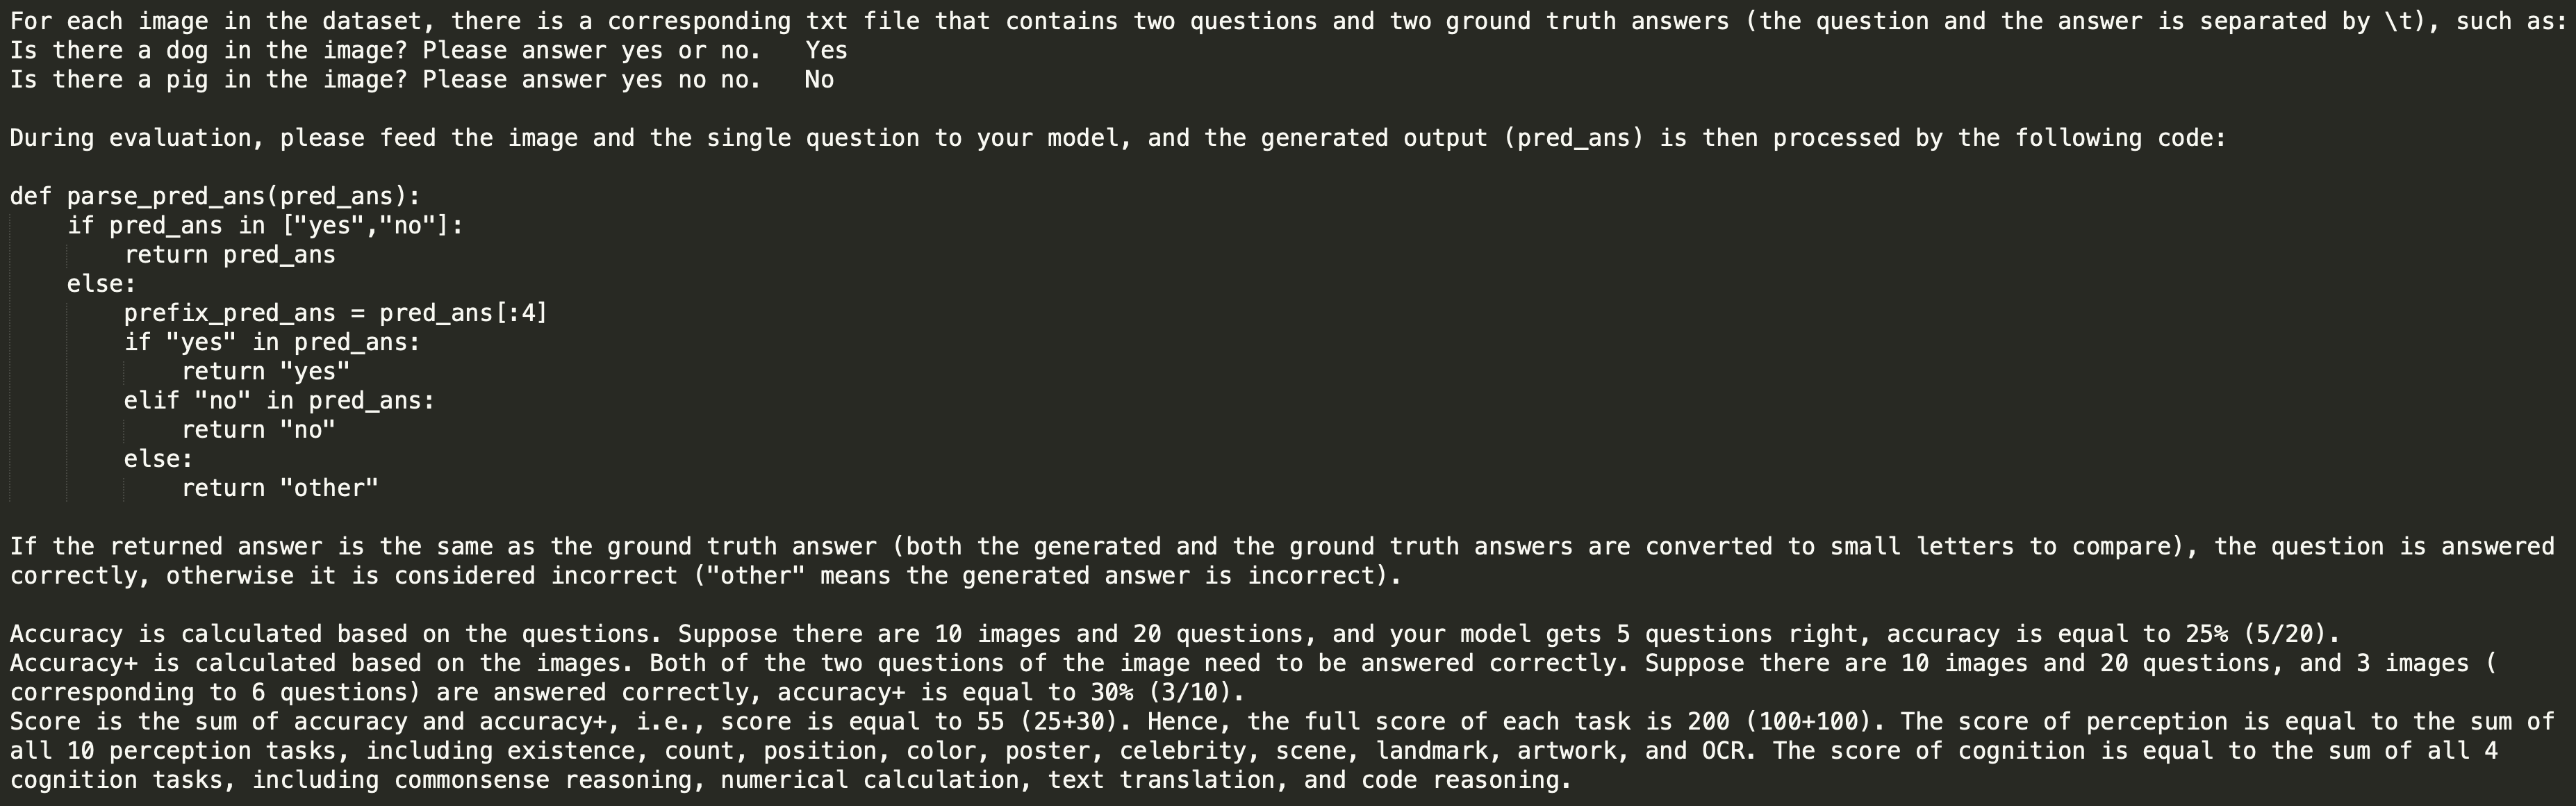 For each image in the dataset, there is a corresponding txt file that contains two questions and two ground truth answers (the question and the answer is separated by \t), such as:
Is there a dog in the image? Please answer yes or no.   Yes
Is there a pig in the image? Please answer yes no no.   No

During evaluation, please feed the image and the single question to your model, and the generated output (pred_ans) is then processed by the following code:

def parse_pred_ans(pred_ans):
    if pred_ans in ["yes","no"]:
        return pred_ans
    else:
        prefix_pred_ans = pred_ans[:4]
        if "yes" in pred_ans:
            return "yes"
        elif "no" in pred_ans:
            return "no"
        else:
            return "other"

If the returned answer is the same as the ground truth answer (both the generated and the ground truth answers are converted to small letters to compare), the question is answered
correctly, otherwise it is considered incorrect ("other" means the generated answer is incorrect).

Accuracy is calculated based on the questions. Suppose there are 10 images and 20 questions, and your model gets 5 questions right, accuracy is equal to 25% (5/20).
Accuracy+ is calculated based on the images. Both of the two questions of the image need to be answered correctly. Suppose there are 10 images and 20 questions, and 3 images (
corresponding to 6 questions) are answered correctly, accuracy+ is equal to 30% (3/10).
Score is the sum of accuracy and accuracy+, i.e., score is equal to 55 (25+30). Hence, the full score of each task is 200 (100+100). The score of perception is equal to the sum of
all 10 perception tasks, including existence, count, position, color, poster, celebrity, scene, landmark, artwork, and OCR. The score of cognition is equal to the sum of all 4
cognition tasks, including commonsense reasoning, numerical calculation, text translation, and code reasoning.